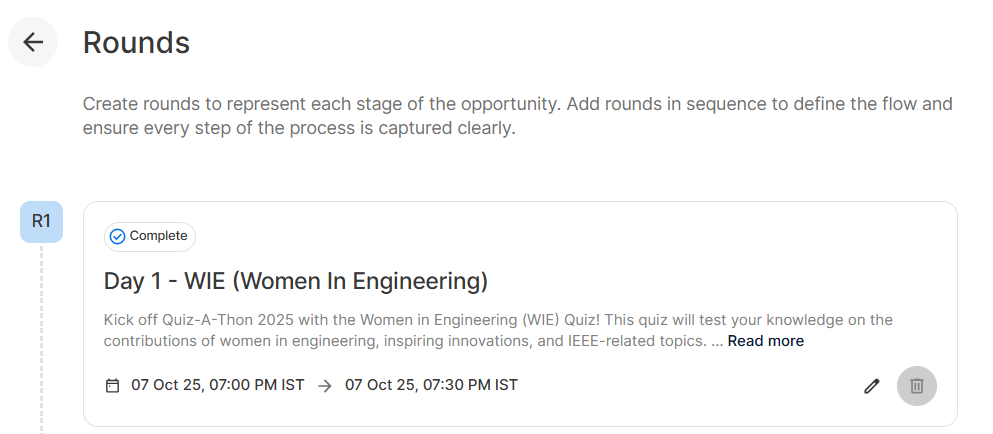 Rounds
Create rounds to represent each stage of the opportunity. Add rounds in sequence to define the flow and
ensure every step of the process is captured clearly.
R1
Complete
Day 1 - WIE (Women In Engineering)
Kick off Quiz-A-Thon 2025 with the Women in Engineering (WIE) Quiz! This quiz will test your knowledge on the
contributions of women in engineering, inspiring innovations, and IEEE-related topics. ... Read more
07 Oct 25, 07:00 PM IST → 07 Oct 25, 07:30 PM IST